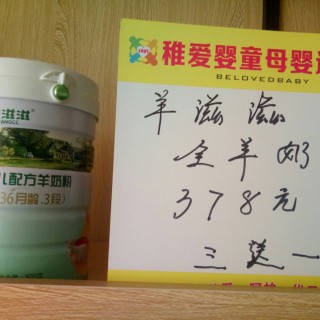 稚爱婴童母婴
BELOVEDBABY
羊滋滋
全羊奶
378元
三送一
滋滋
儿配方羊奶粉
36月龄.3段